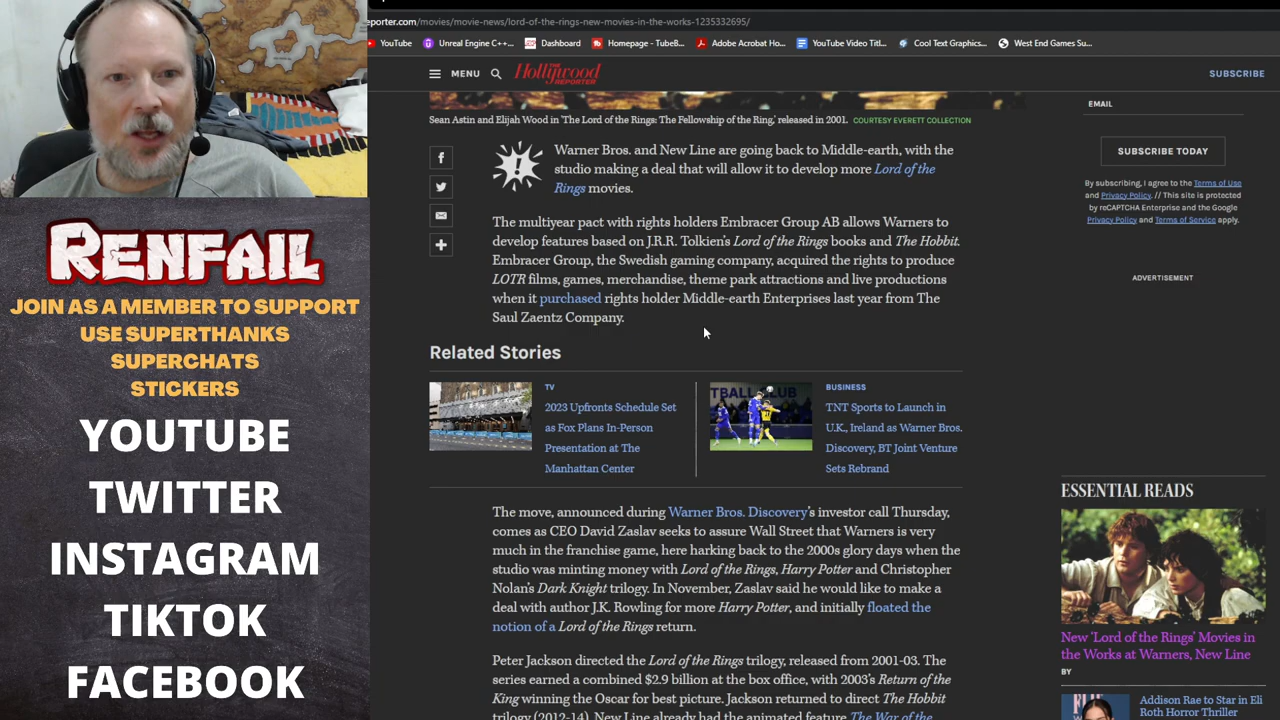 eporter.com/movies/movie-news/lord-of-the-rings-new-movies-in-the-works-1235332695/
YouTube
Unreal Engine C++...
Dashboard
Homepage - TubeB...
Adobe Acrobat Ho...
YouTube Video Titl...
Cool Text Graphics...
West End Games Su...
MENU
THE Hollywood REPORTER
SUBSCRIBE
Sean Astin and Elijah Wood in 'The Lord of the Rings: The Fellowship of the Ring,' released in 2001. COURTESY EVERETT COLLECTION
Warner Bros. and New Line are going back to Middle-earth, with the
studio making a deal that will allow it to develop more Lord of the
Rings movies.
The multiyear pact with rights holders Embracer Group AB allows Warners to
develop features based on J.R.R. Tolkien's Lord of the Rings books and The Hobbit.
Embracer Group, the Swedish gaming company, acquired the rights to produce
LOTR films, games, merchandise, theme park attractions and live productions
when it purchased rights holder Middle-earth Enterprises last year from The
Saul Zaentz Company.
Related Stories
TV
2023 Upfronts Schedule Set
as Fox Plans In-Person
Presentation at The
Manhattan Center
TBALL CLUB
BUSINESS
TNT Sports to Launch in
U.K., Ireland as Warner Bros.
Discovery, BT Joint Venture
Sets Rebrand
The move, announced during Warner Bros. Discovery's investor call Thursday,
comes as CEO David Zaslav seeks to assure Wall Street that Warners is very
much in the franchise game, here harking back to the 2000s glory days when the
studio was minting money with Lord of the Rings, Harry Potter and Christopher
Nolan's Dark Knight trilogy. In November, Zaslav said he would like to make a
deal with author J.K. Rowling for more Harry Potter, and initially floated the
notion of a Lord of the Rings return.
Peter Jackson directed the Lord of the Rings trilogy, released from 2001-03. The
series earned a combined $2.9 billion at the box office, with 2003's Return of the
King winning the Oscar for best picture. Jackson returned to direct The Hobbit
trilogy (2012-14). New Line already had the animated feature The War of the
EMAIL
SUBSCRIBE TODAY
By subscribing, I agree to the Terms of Use
and Privacy Policy. // This site is protected
by reCAPTCHA Enterprise and the Google
Privacy Policy and Terms of Service apply.
ADVERTISEMENT
ESSENTIAL READS
New 'Lord of the Rings' Movies in
the Works at Warners, New Line
BY
Addison Rae to Star in Eli
Roth Horror Thriller
RENFAIL
JOIN AS A MEMBER TO SUPPORT
USE SUPERTHANKS
SUPERCHATS
STICKERS
YOUTUBE
TWITTER
INSTAGRAM
TIKTOK
FACEBOOK